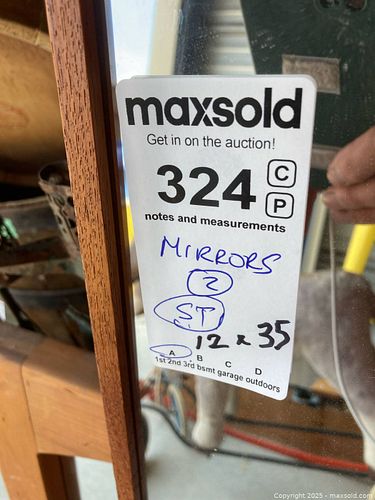 maxsold
Get in on the auction!
324 C
P
notes and measurements
MIRRORS
2
ST
12 x 35
A B C D
1st 2nd 3rd bsmt garage outdoors
Copyright 2025 - maxsold.com